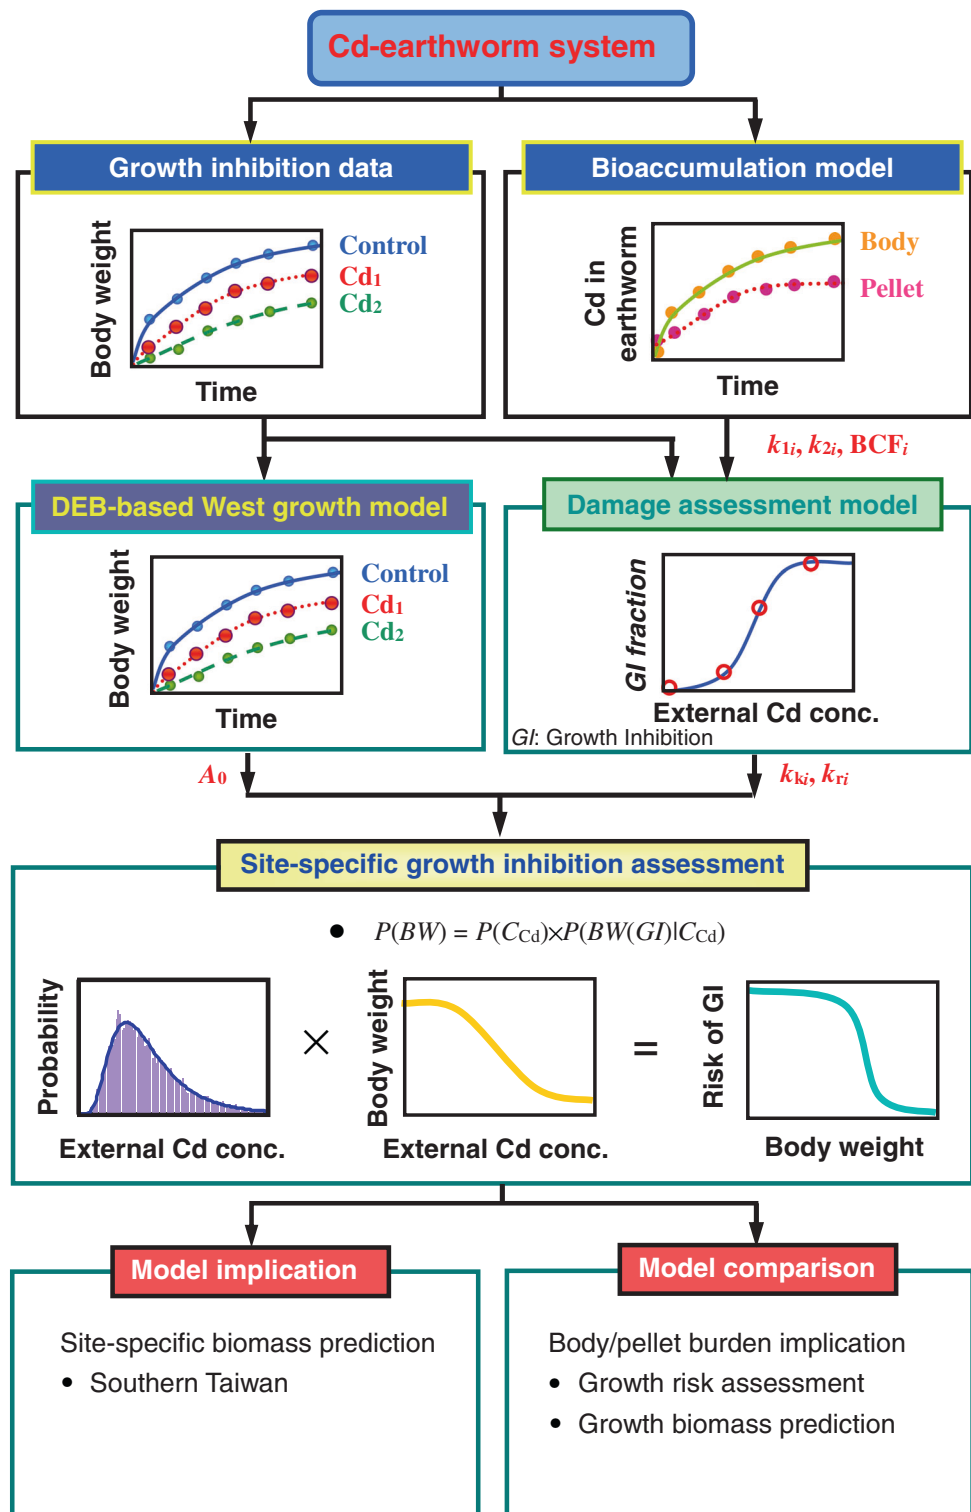 Cd-earthworm system
Growth inhibition data
Body weight
Control
Cd1
Cd2
Time
Bioaccumulation model
Cd in
earthworm
Body
Pellet
Time
k1i, k2i, BCFi
DEB-based West growth model
Body weight
Control
Cd1
Cd2
Time
Damage assessment model
GI fraction
External Cd conc.
GI: Growth Inhibition
A0
kki, kri
Site-specific growth inhibition assessment
• P(BW) = P(CCd)×P(BW(GI)|CCd)
Probability
External Cd conc.
×
Body weight
External Cd conc.
=
Risk of GI
Body weight
Model implication
Site-specific biomass prediction
• Southern Taiwan
Model comparison
Body/pellet burden implication
• Growth risk assessment
• Growth biomass prediction